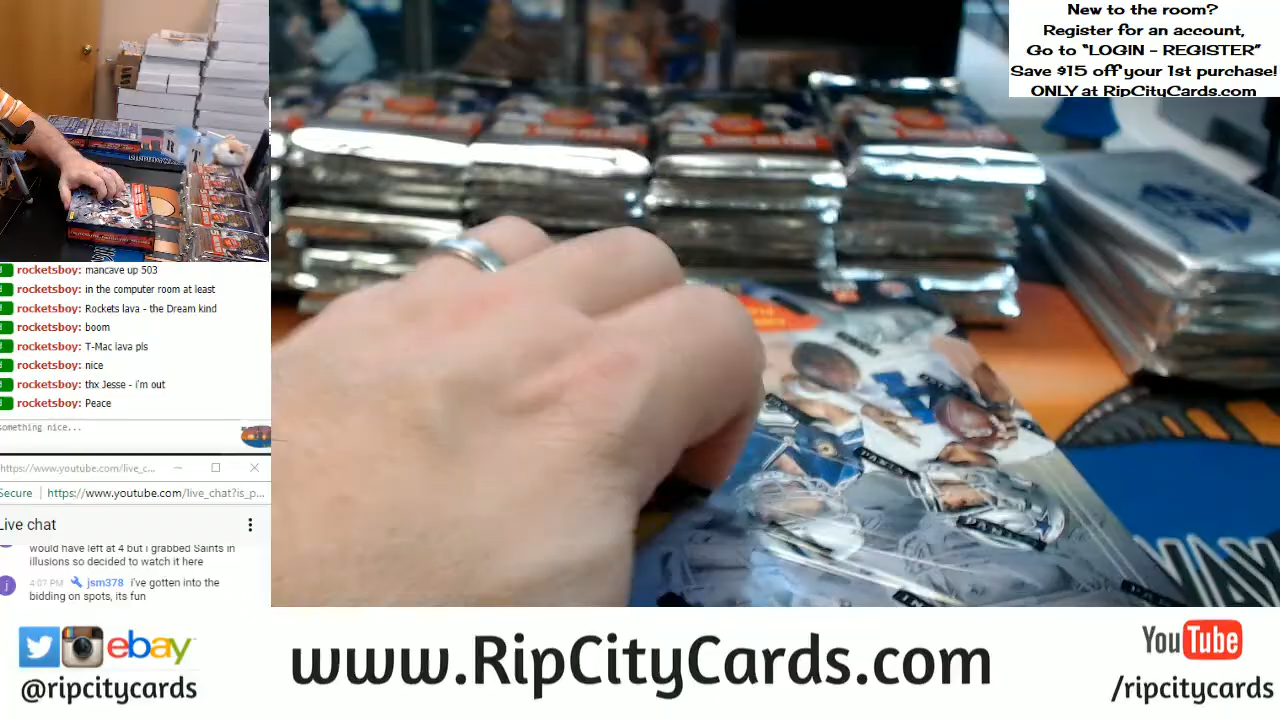 New to the room?
Register for an account,
Go to “LOGIN - REGISTER”
Save $15 off your 1st purchase!
ONLY at RipCityCards.com
rocketsboy: mancave up 503
rocketsboy: in the computer room at least
rocketsboy: Rockets lava - the Dream kind
rocketsboy: boom
rocketsboy: T-Mac lava pls
rocketsboy: nice
rocketsboy: thx Jesse - i'm out
rocketsboy: Peace
something nice...
https://www.youtube.com/live_c...
Secure https://www.youtube.com/live_chat?is_p...
Live chat
would have left at 4 but i grabbed Saints in
illusions so decided to watch it here
4:07 PM jsm378 i've gotten into the
bidding on spots, its fun
ebay
@ripcitycards
www.RipCityCards.com
YouTube
/ripcitycards
PANINI